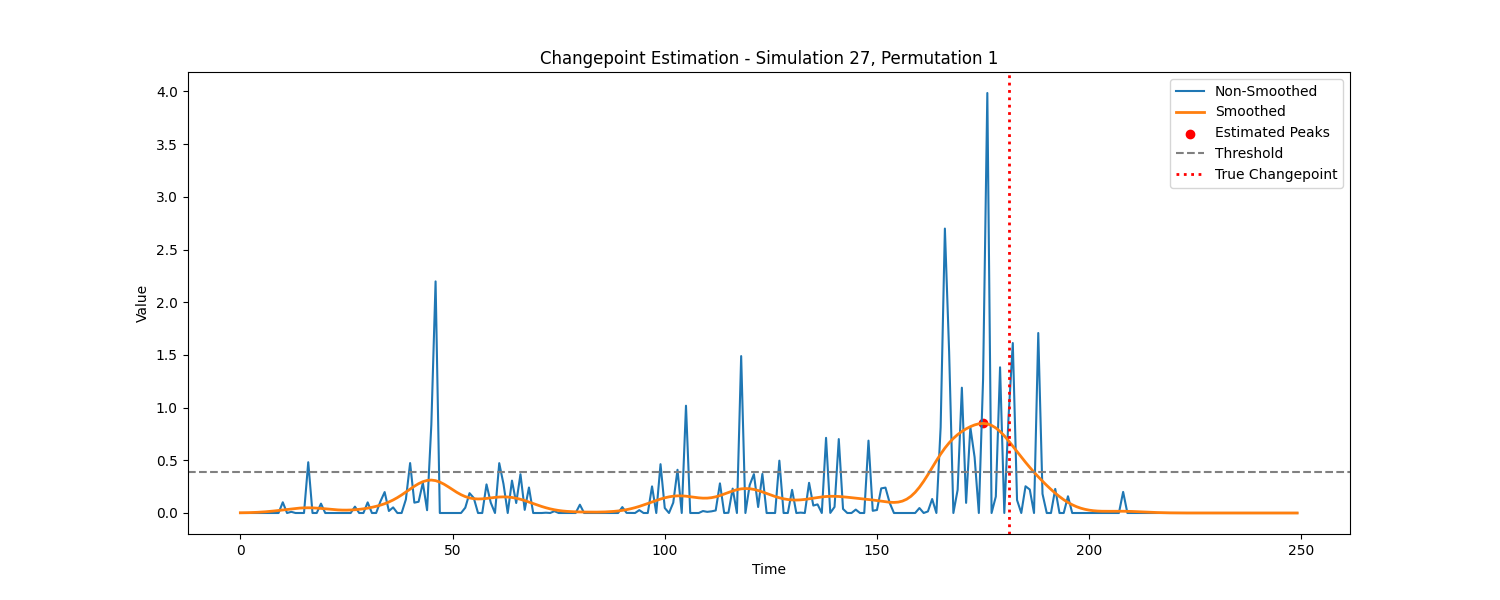 Changepoint Estimation - Simulation 27, Permutation 1
4.0
3.5
3.0
2.5
2.0
1.5
1.0
0.5
0.0
Value
0 50 100 150 200 250
Time
Non-Smoothed
Smoothed
Estimated Peaks
Threshold
True Changepoint